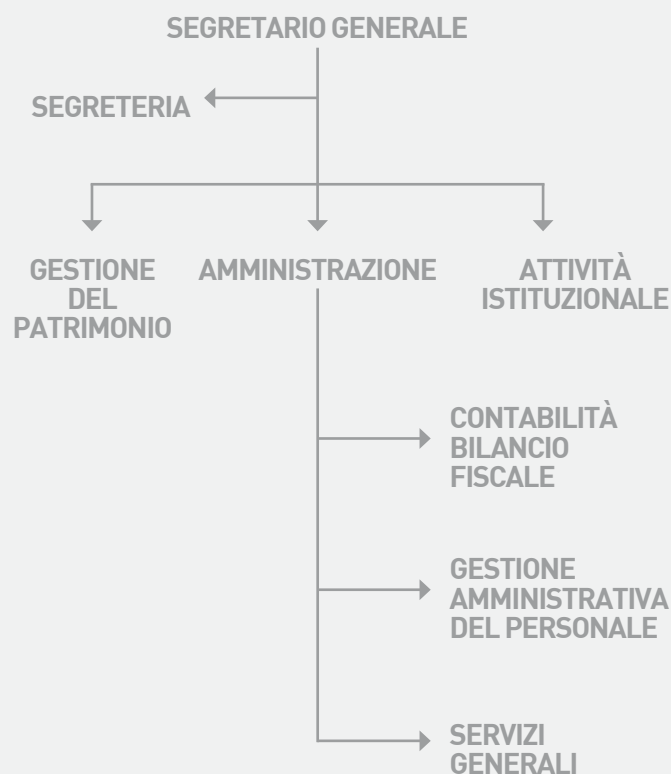 SEGRETARIO GENERALE
SEGRETERIA
GESTIONE
DEL
PATRIMONIO
AMMINISTRAZIONE
ATTIVITÀ
ISTITUZIONALE
CONTABILITÀ
BILANCIO
FISCALE
GESTIONE
AMMINISTRATIVA
DEL PERSONALE
SERVIZI
GENERALI